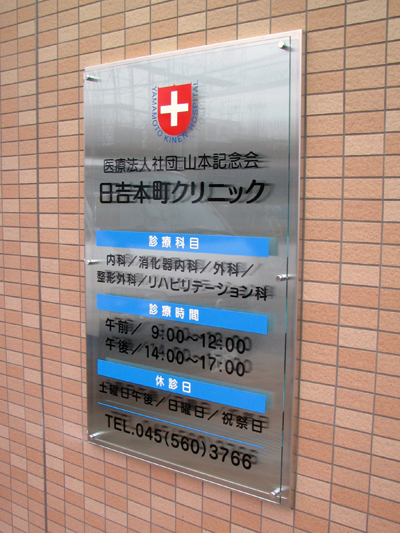 YAMAMOTO KINEN HOSPITAL
医療法人社団 山本記念会
日吉本町クリニック
診療科目
内科／消化器内科／外科／
整形外科／リハビリテーション科
診療時間
午前／ 9:00～12:00
午後／14:00～17:00
休診日
土曜日午後／日曜日／祝祭日
TEL.045(560)3766